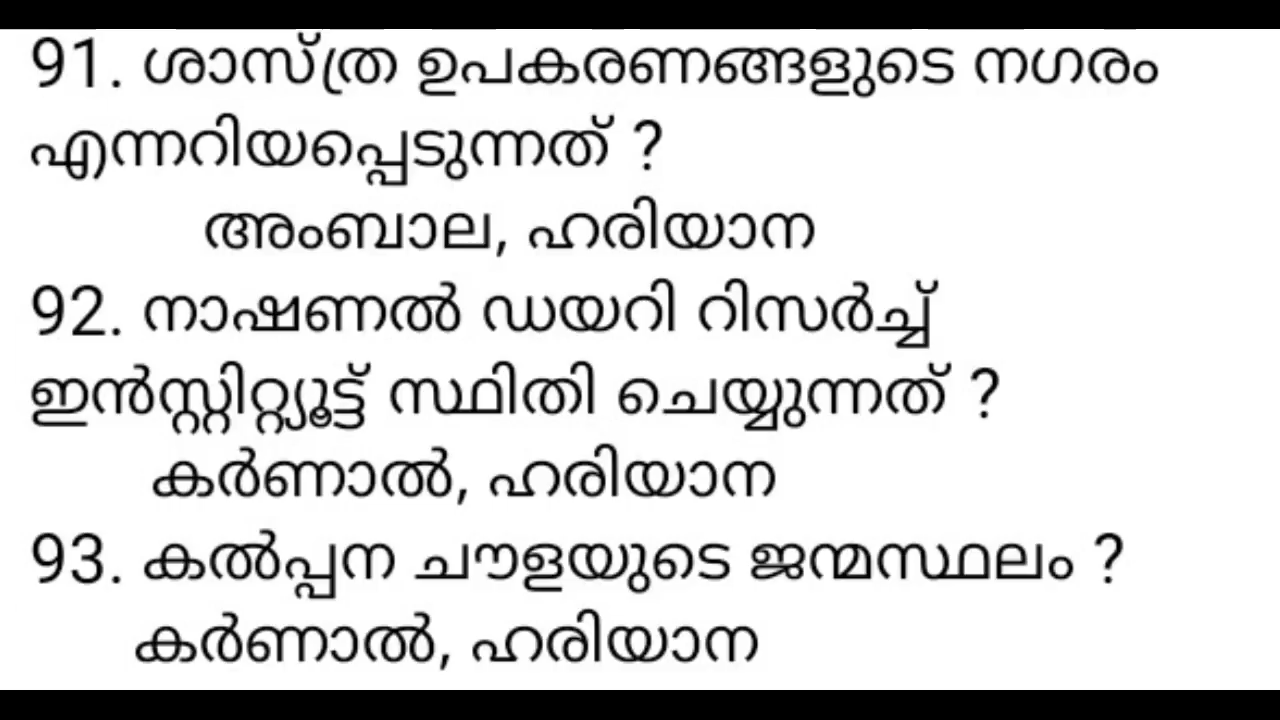 91. ശാസ്ത്ര ഉപകരണങ്ങളുടെ നഗരം
എന്നറിയപ്പെടുന്നത് ?
അംബാല, ഹരിയാന
92. നാഷണൽ ഡയറി റിസർച്ച്
ഇൻസ്റ്റിറ്റ്യൂട്ട് സ്ഥിതി ചെയ്യുന്നത് ?
കർണാൽ, ഹരിയാന
93. കൽപ്പന ചൗളയുടെ ജന്മസ്ഥലം ?
കർണാൽ, ഹരിയാന